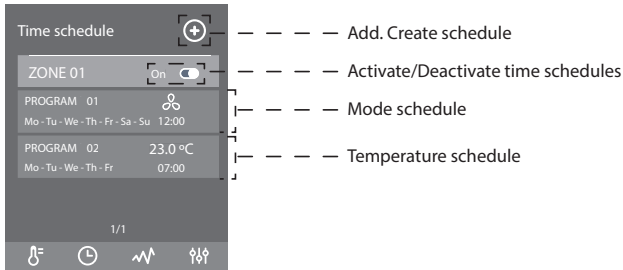 Time schedule
Add. Create schedule
ZONE 01 On
Activate/Deactivate time schedules
PROGRAM 01
Mo - Tu - We - Th - Fr - Sa - Su 12:00
Mode schedule
PROGRAM 02 23.0 ºC
Mo - Tu - We - Th - Fr 07:00
Temperature schedule
1/1